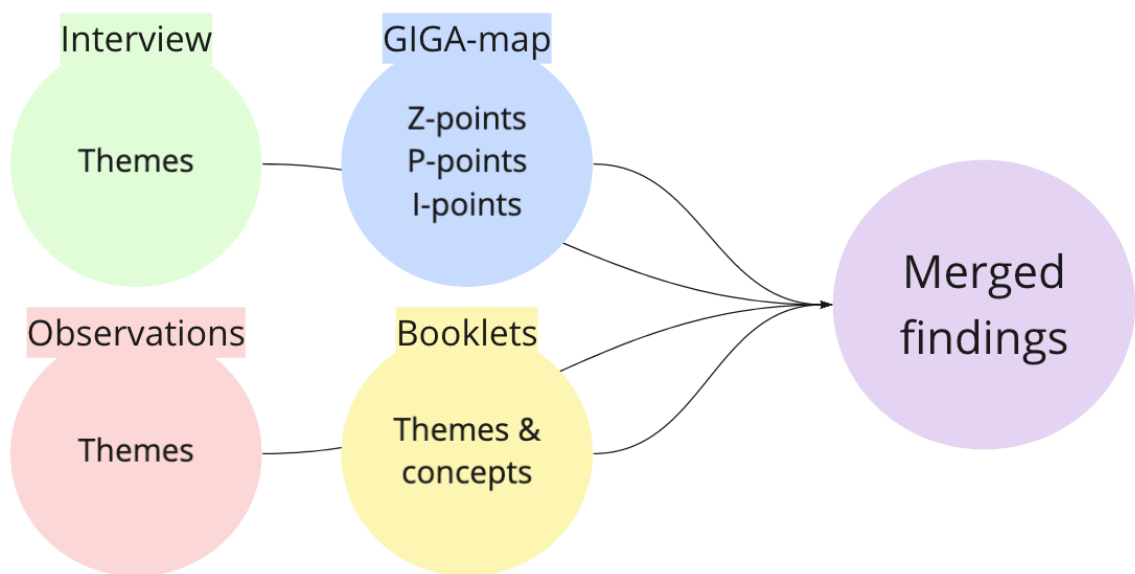 Interview
Themes
GIGA-map
Z-points
P-points
I-points
Observations
Themes
Booklets
Themes &
concepts
Merged
findings